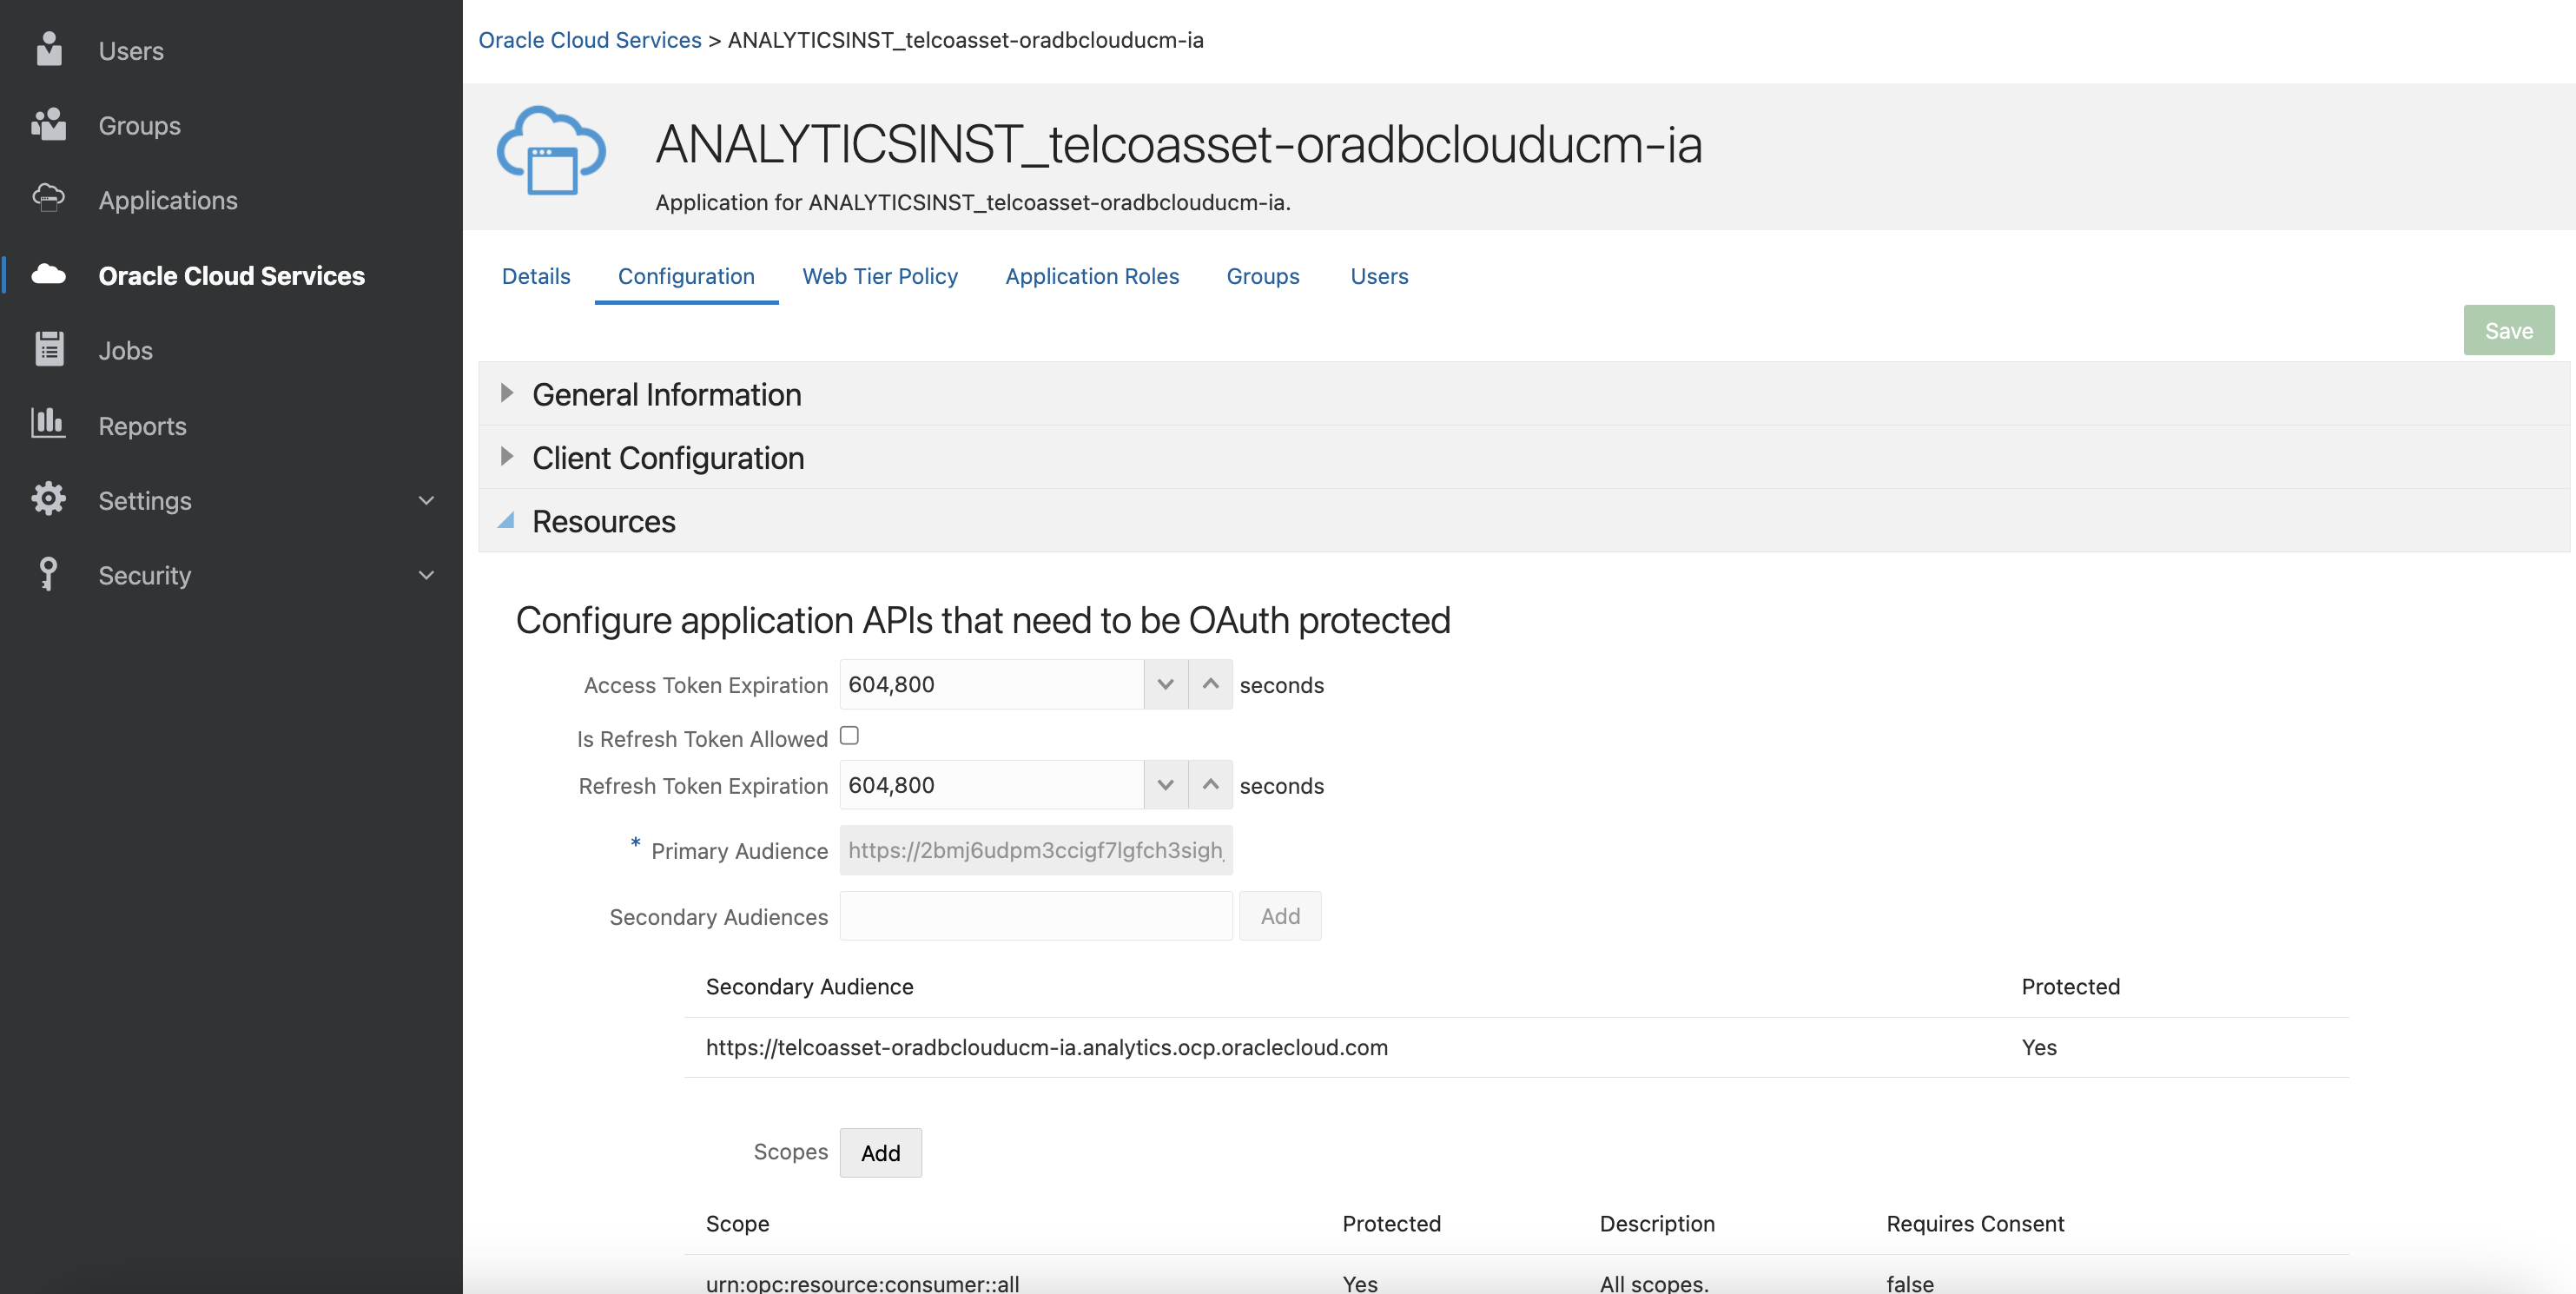 Users
Groups
Applications
Oracle Cloud Services
Jobs
Reports
Settings
Security
Oracle Cloud Services > ANALYTICSINST_telcoasset-oradbclouducm-ia
ANALYTICSINST_telcoasset-oradbclouducm-ia
Application for ANALYTICSINST_telcoasset-oradbclouducm-ia.
Details Configuration Web Tier Policy Application Roles Groups Users
Save
General Information
Client Configuration
Resources
Configure application APIs that need to be OAuth protected
Access Token Expiration 604,800 seconds
Is Refresh Token Allowed
Refresh Token Expiration 604,800 seconds
* Primary Audience https://2bmj6udpm3ccigf7lgfch3sigh
Secondary Audiences Add
Secondary Audience Protected
https://telcoasset-oradbclouducm-ia.analytics.ocp.oraclecloud.com Yes
Scopes Add
Scope Protected Description Requires Consent
urn:opc:resource:consumer::all Yes All scopes. false